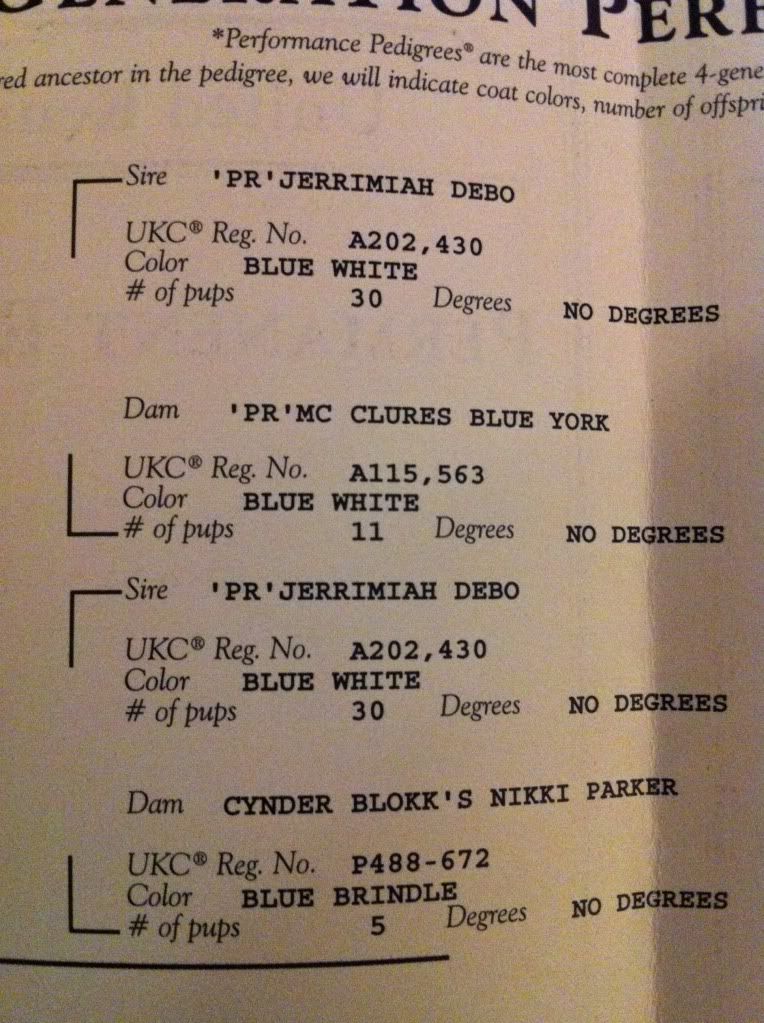 GENERATION PERF
*Performance Pedigrees® are the most complete 4-gene
red ancestor in the pedigree, we will indicate coat colors, number of offspri
Sire 'PR'JERRIMIAH DEBO
UKC® Reg. No. A202,430
Color BLUE WHITE
# of pups 30 Degrees NO DEGREES
Dam 'PR'MC CLURES BLUE YORK
UKC® Reg. No. A115,563
Color BLUE WHITE
# of pups 11 Degrees NO DEGREES
Sire 'PR'JERRIMIAH DEBO
UKC® Reg. No. A202,430
Color BLUE WHITE
# of pups 30 Degrees NO DEGREES
Dam CYNDER BLOKK'S NIKKI PARKER
UKC® Reg. No. P488-672
Color BLUE BRINDLE
# of pups 5 Degrees NO DEGREES